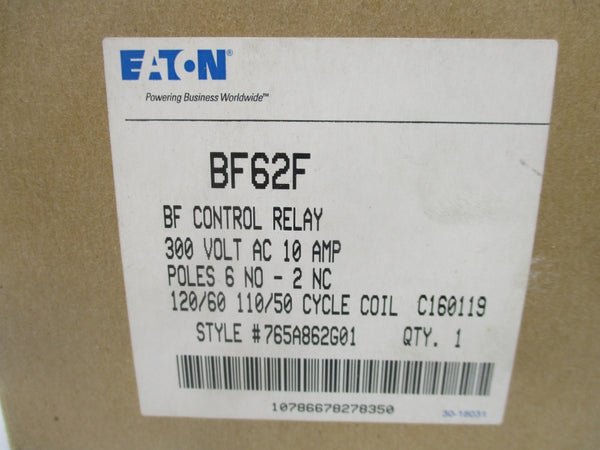 EATON®
Powering Business Worldwide™
BF62F
BF CONTROL RELAY
300 VOLT AC 10 AMP
POLES 6 NO - 2 NC
120/60 110/50 CYCLE COIL C160119
STYLE #765A862G01 QTY. 1
10786678278350
30-18031